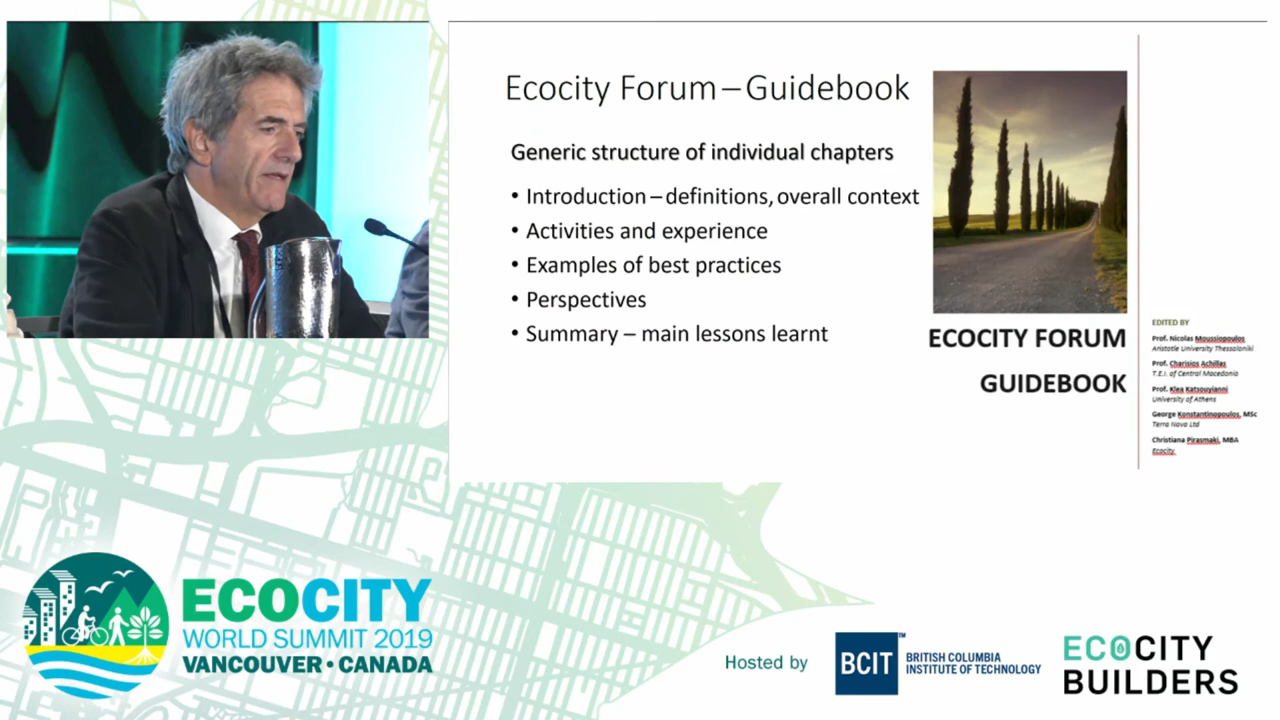 Ecocity Forum – Guidebook
Generic structure of individual chapters
• Introduction – definitions, overall context
• Activities and experience
• Examples of best practices
• Perspectives
• Summary – main lessons learnt
ECOCITY FORUM
GUIDEBOOK
EDITED BY
Prof. Nicolas Moussiopoulos
Aristotle University Thessaloniki
Prof. Charisios Achillas
T.E.I. of Central Macedonia
Prof. Klea Katsouyianni
University of Athens
George Konstantinopoulos, MSc
Terra Nova Ltd
Christiana Pirasmaki, MBA
Ecocity
ECOCITY
WORLD SUMMIT 2019
VANCOUVER • CANADA
Hosted by
BCIT™
BRITISH COLUMBIA
INSTITUTE OF TECHNOLOGY
ECOCITY
BUILDERS